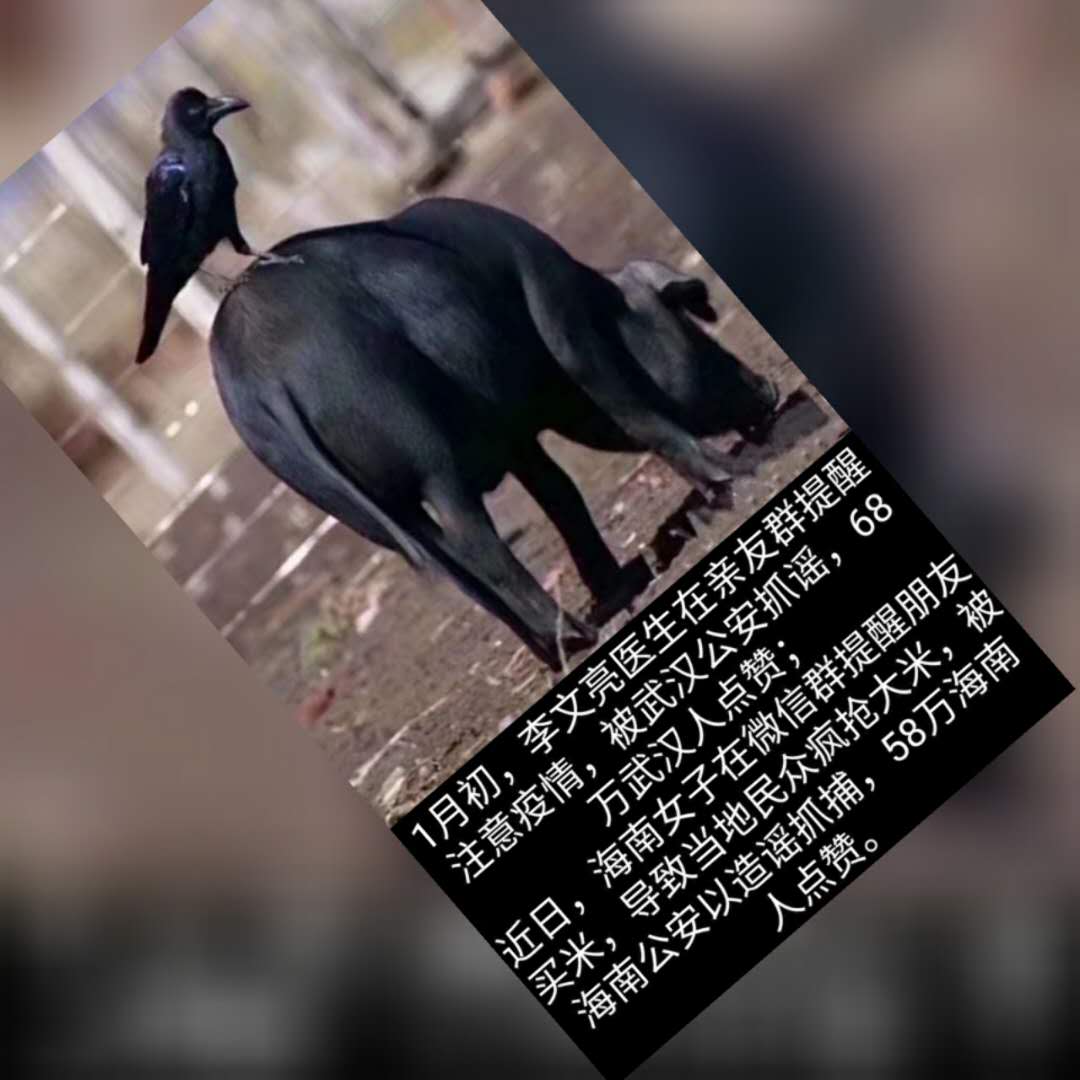 1月初，李文亮医生在亲友群提醒
注意疫情，被武汉公安抓谣，68
万武汉人点赞；
近日，海南女子在微信群提醒朋友
买米，导致当地民众疯抢大米，被
海南公安以造谣抓捕，58万海南
人点赞。